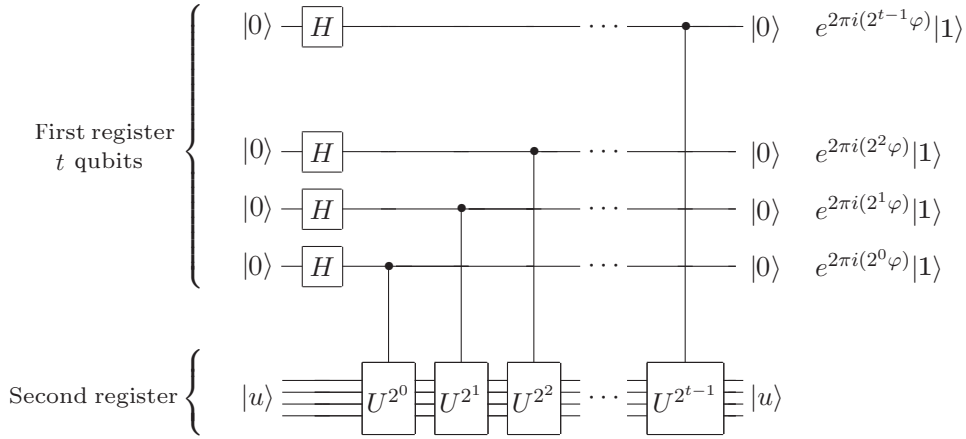 |0⟩ H ··· |0⟩ e^{2πi(2^{t−1}φ)}|1⟩
First register
t qubits
|0⟩ H ··· |0⟩ e^{2πi(2^2φ)}|1⟩
|0⟩ H ··· |0⟩ e^{2πi(2^1φ)}|1⟩
|0⟩ H ··· |0⟩ e^{2πi(2^0φ)}|1⟩
Second register |u⟩ U^{2^0} U^{2^1} U^{2^2} ··· U^{2^{t−1}} |u⟩